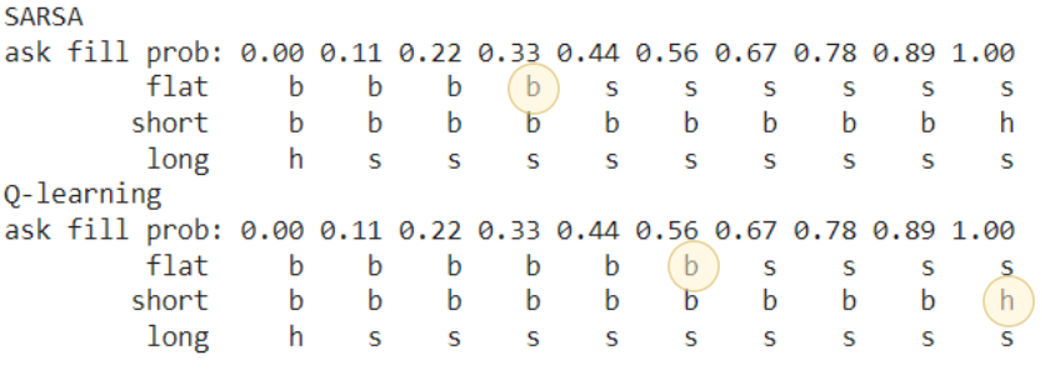 SARSA
ask fill prob: 0.00 0.11 0.22 0.33 0.44 0.56 0.67 0.78 0.89 1.00
flat b b b b s s s s s s
short b b b b b b b b b h
long h s s s s s s s s s
Q-learning
ask fill prob: 0.00 0.11 0.22 0.33 0.44 0.56 0.67 0.78 0.89 1.00
flat b b b b b b s s s s
short b b b b b b b b b h
long h s s s s s s s s s